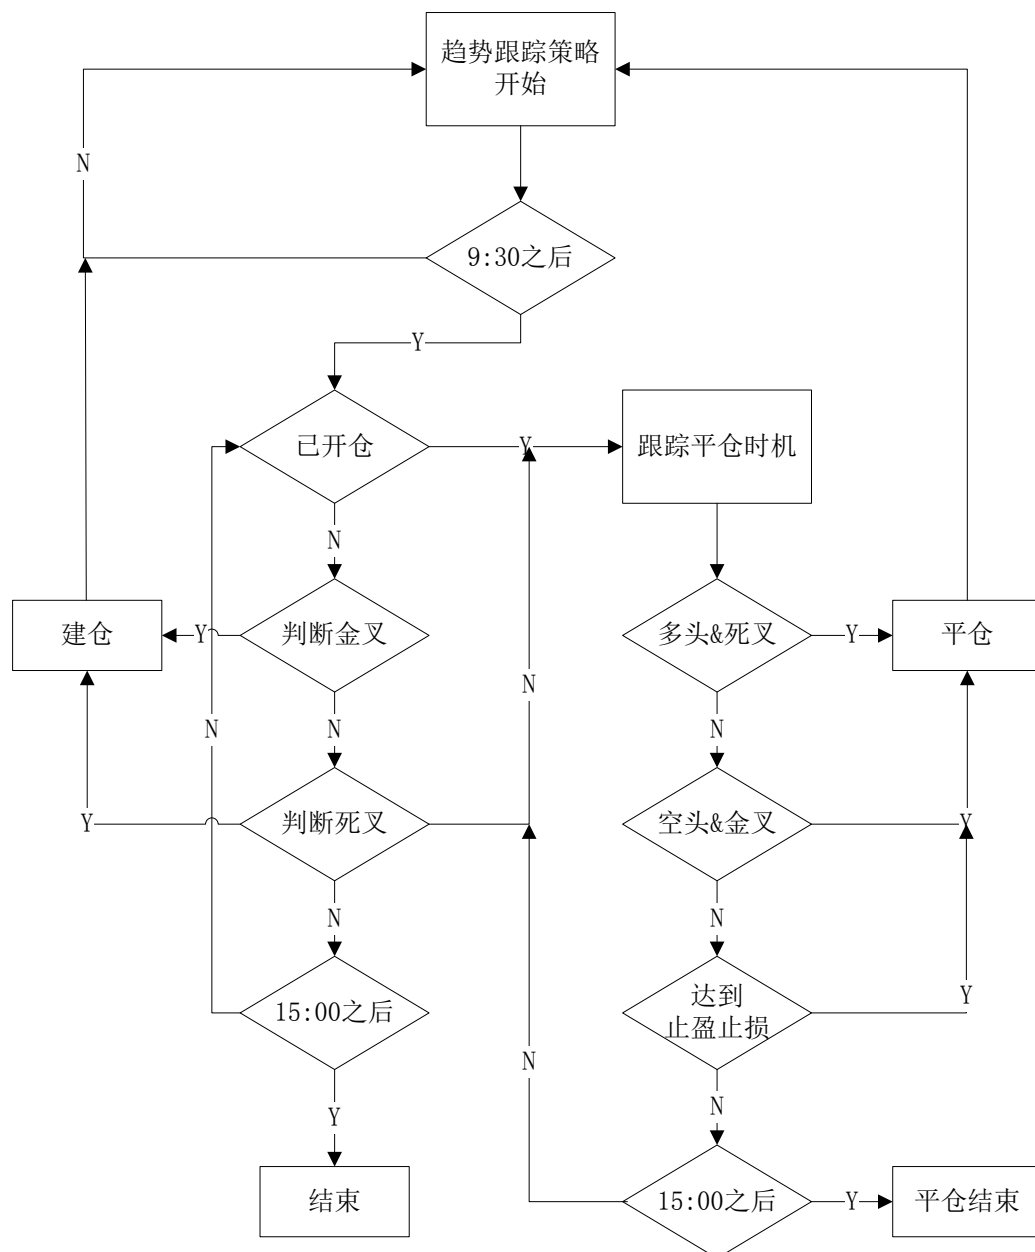 趋势跟踪策略
开始
N
9:30之后
Y
已开仓
Y
跟踪平仓时机
N
建仓
Y
判断金叉
多头&死叉
Y
平仓
N
N
N
N
Y
判断死叉
空头&金叉
Y
N
N
15:00之后
达到
止盈止损
Y
N
Y
N
结束
15:00之后
Y
平仓结束